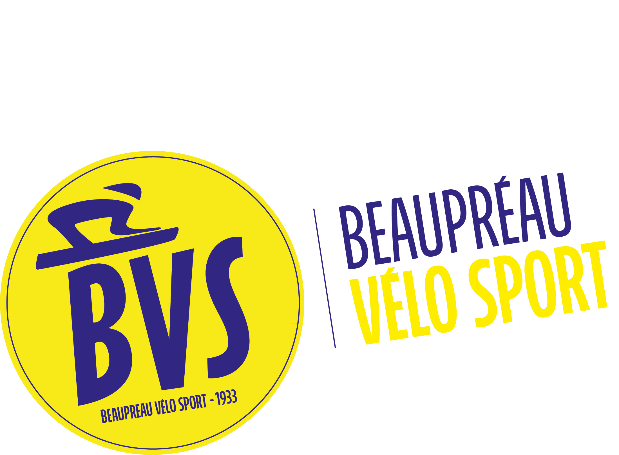 BVS
BEAUPREAU VÉLO SPORT - 1933
BEAUPRÉAU
VÉLO SPORT